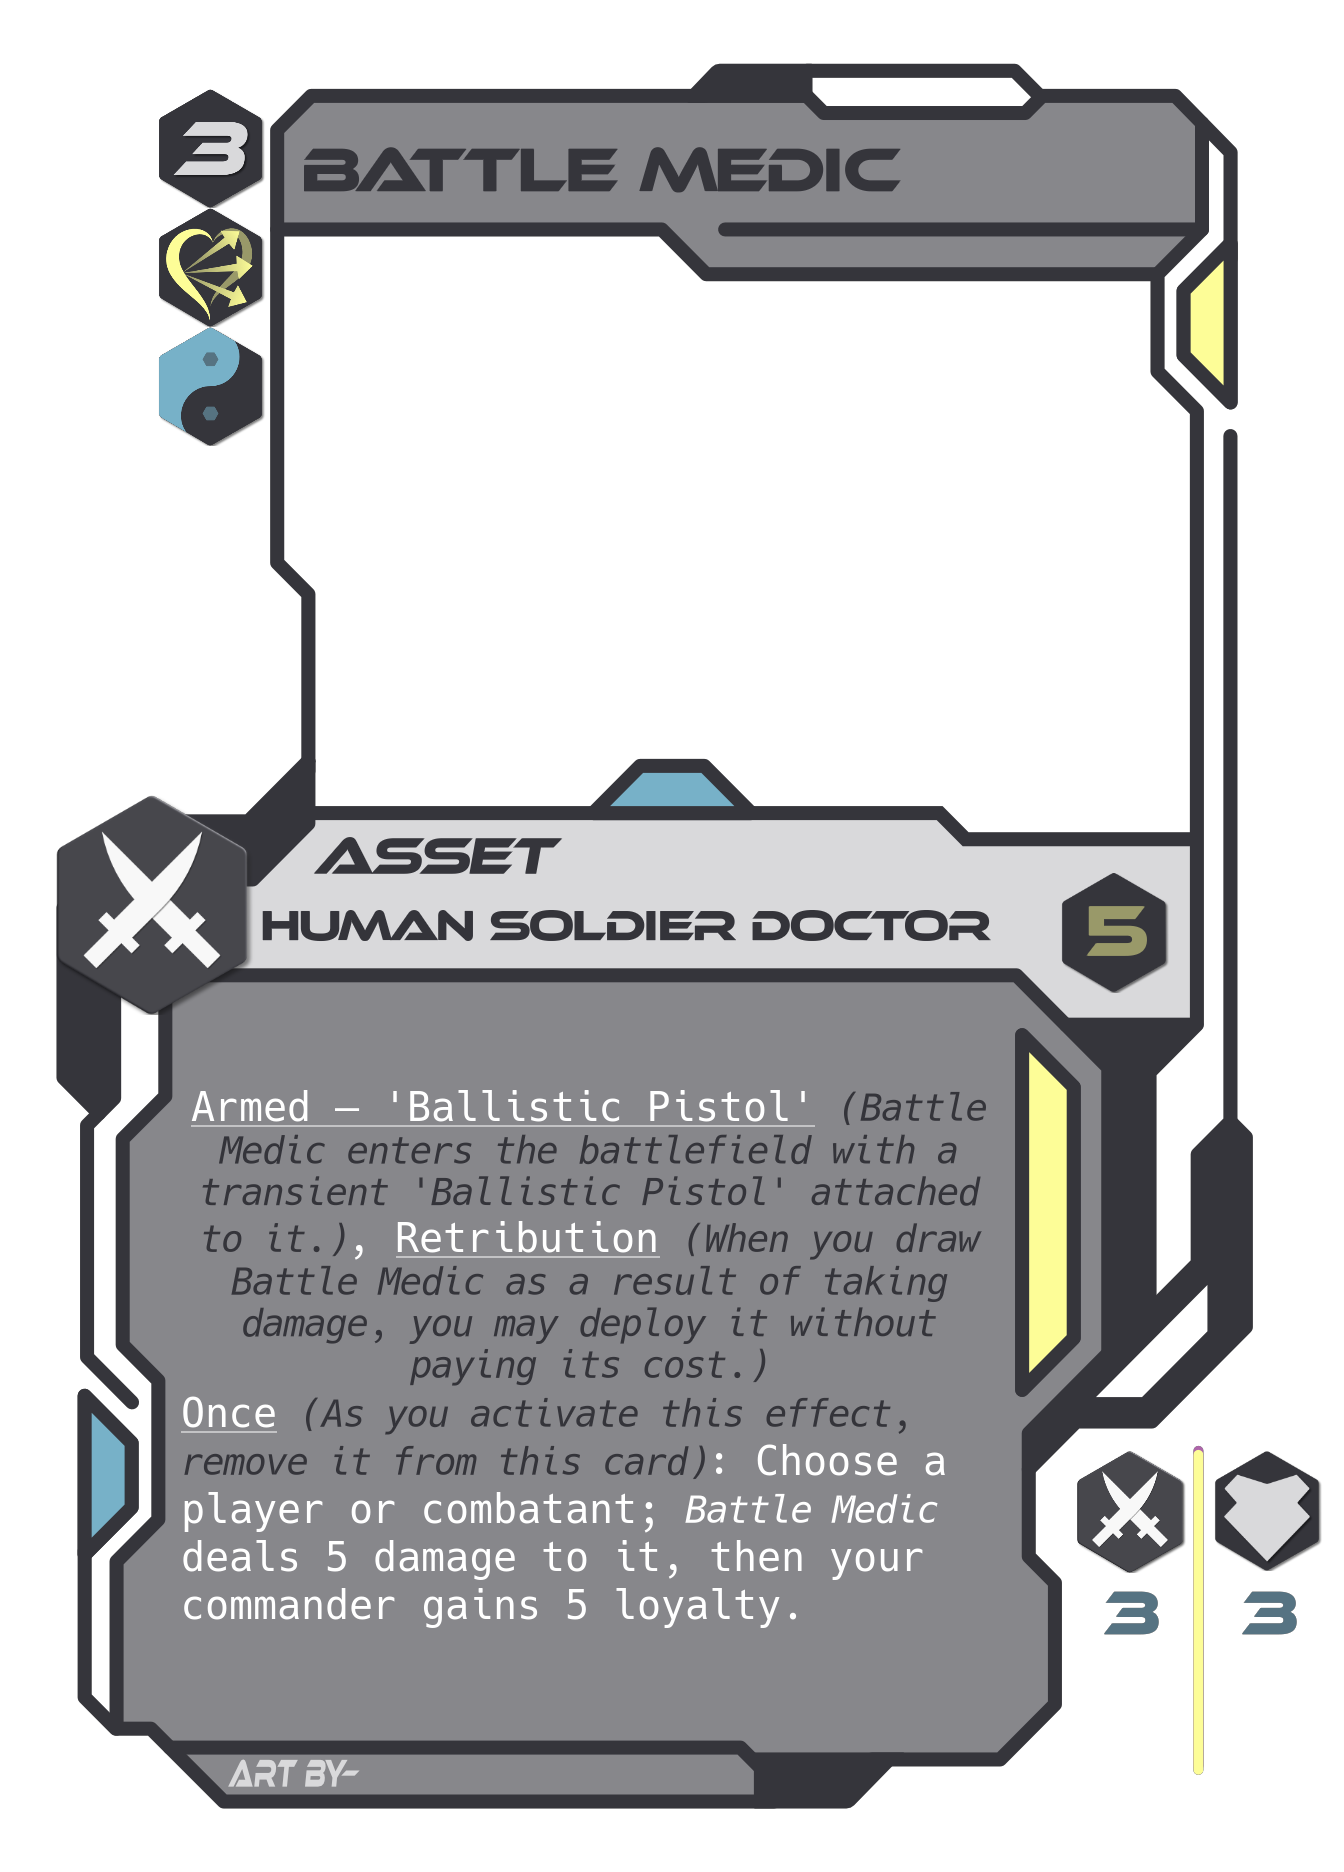 3
BATTLE MEDIC
ASSET
HUMAN SOLDIER DOCTOR
5
Armed – 'Ballistic Pistol' (Battle
Medic enters the battlefield with a
transient 'Ballistic Pistol' attached
to it.), Retribution (When you draw
Battle Medic as a result of taking
damage, you may deploy it without
paying its cost.)
Once (As you activate this effect,
remove it from this card): Choose a
player or combatant; Battle Medic
deals 5 damage to it, then your
commander gains 5 loyalty.
3 3
ART BY-